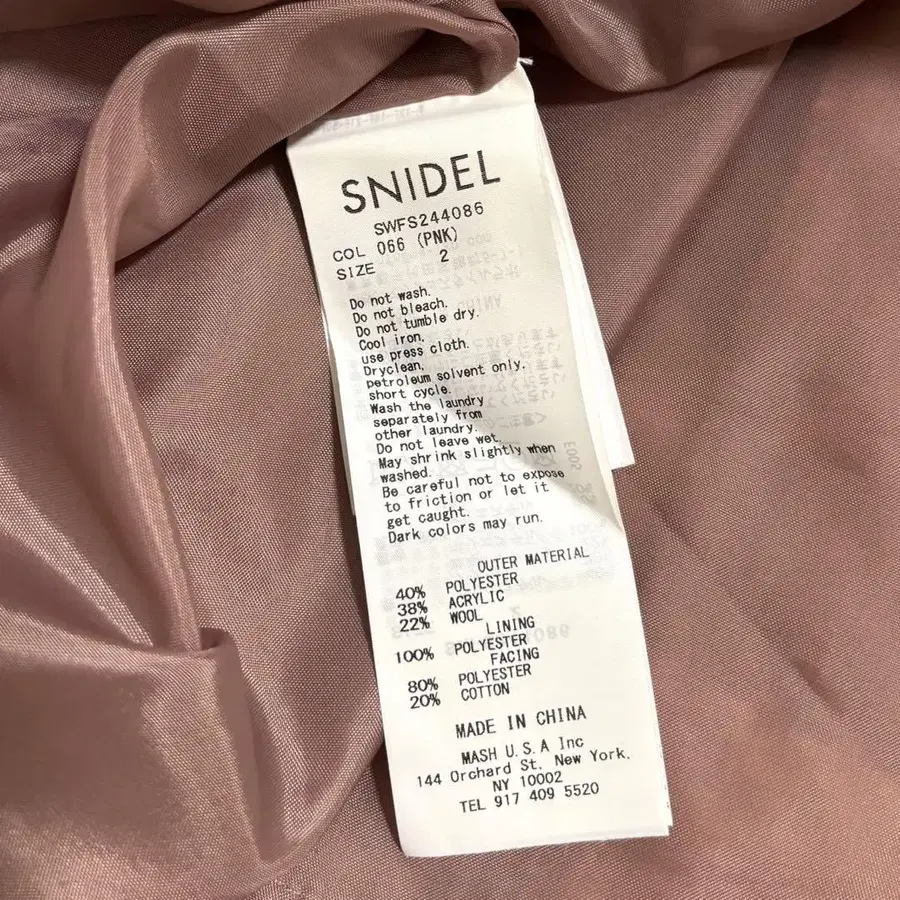 SNIDEL
SWFS244086
COL 066 (PNK)
SIZE 2
Do not wash.
Do not bleach.
Do not tumble dry.
Cool iron,
use press cloth.
Dryclean,
petroleum solvent only,
short cycle.
Wash the laundry
separately from
other laundry.
Do not leave wet.
May shrink slightly when
washed.
Be careful not to expose
to friction or let it
get caught.
Dark colors may run.
OUTER MATERIAL
40% POLYESTER
38% ACRYLIC
22% WOOL
LINING
100% POLYESTER
FACING
80% POLYESTER
20% COTTON
MADE IN CHINA
MASH U.S.A Inc
144 Orchard St. New York.
NY 10002
TEL 917 409 5520